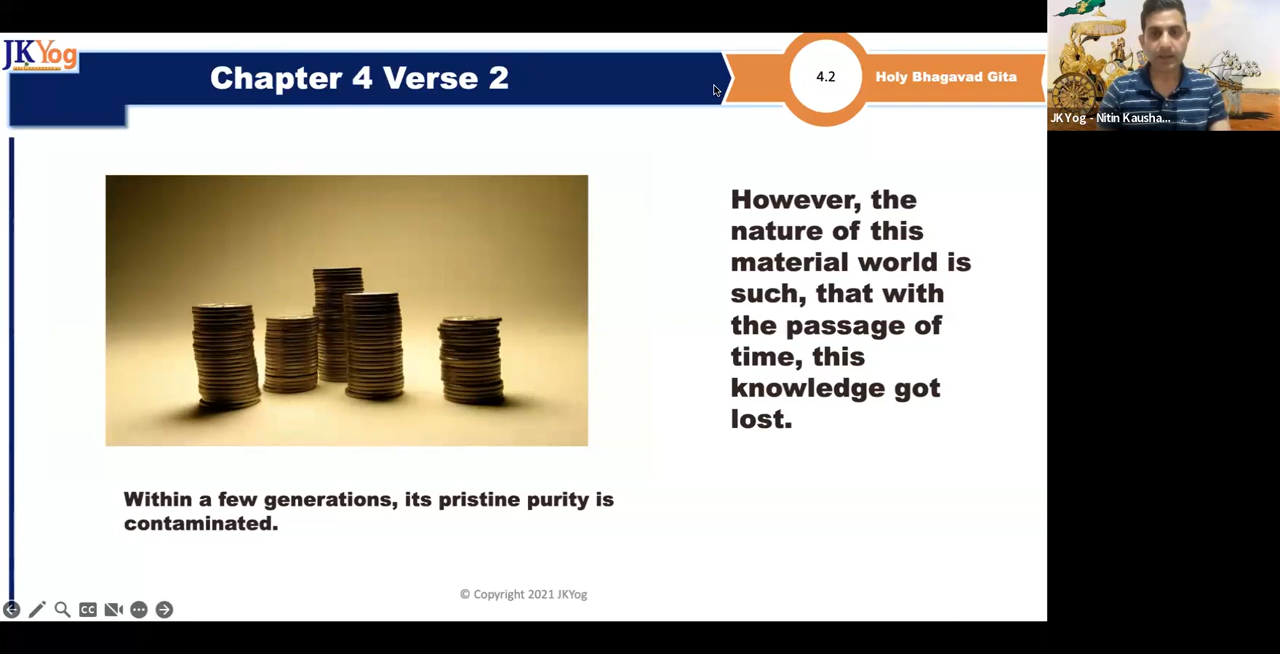 JKYog
Chapter 4 Verse 2
4.2
Holy Bhagavad Gita
JKYog - Nitin Kausha...
However, the
nature of this
material world is
such, that with
the passage of
time, this
knowledge got
lost.
Within a few generations, its pristine purity is
contaminated.
© Copyright 2021 JKYog
CC